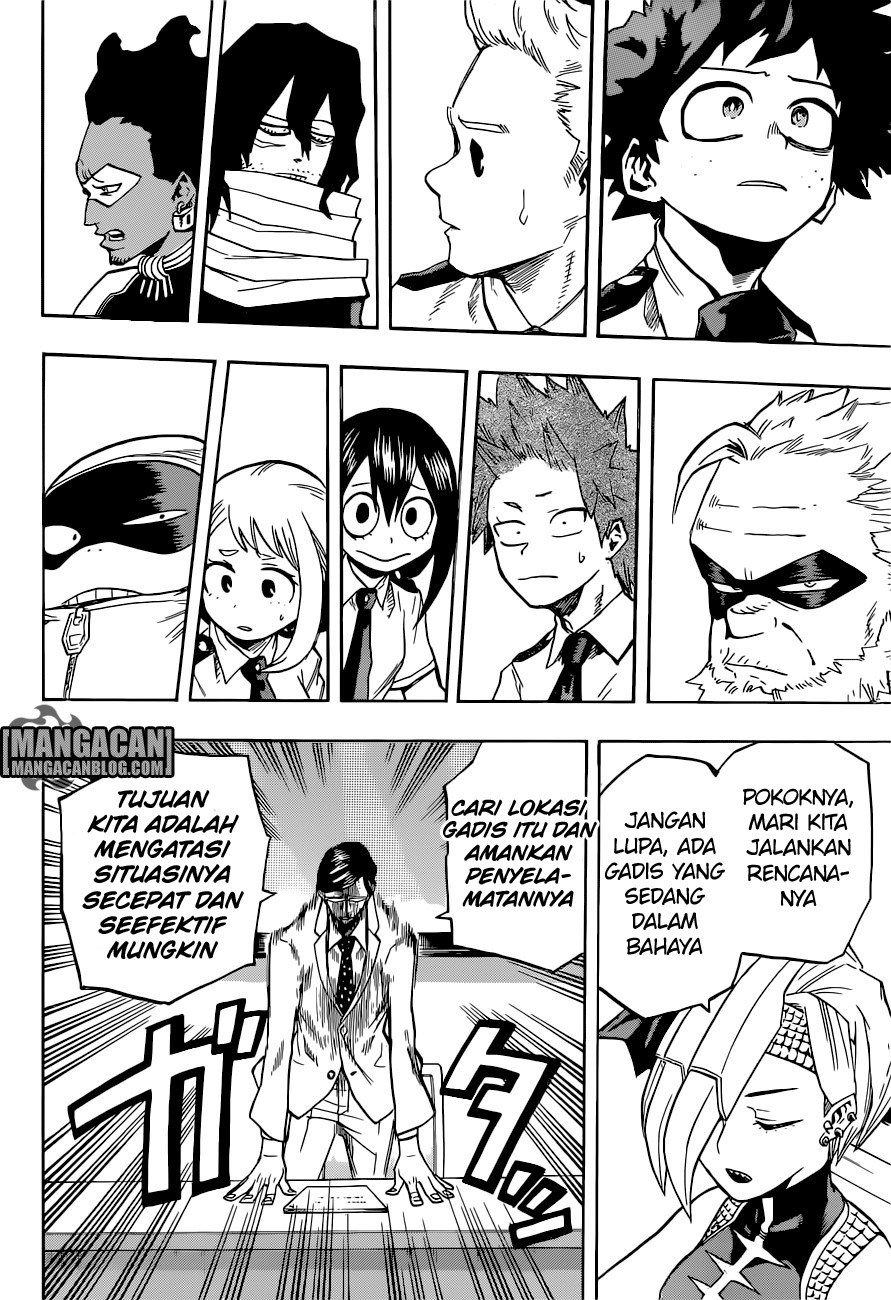 POKOKNYA,
MARI KITA
JALANKAN
RENCANA-
NYA
JANGAN
LUPA, ADA
GADIS YANG
SEDANG
DALAM
BAHAYA
CARI LOKASI
GADIS ITU DAN
AMANKAN
PENYELA-
MATANNYA
TUJUAN
KITA ADALAH
MENGATASI
SITUASINYA
SECEPAT DAN
SEEFEKTIF
MUNGKIN
ガタッ
MANGACAN
MANGACANBLOG.COM